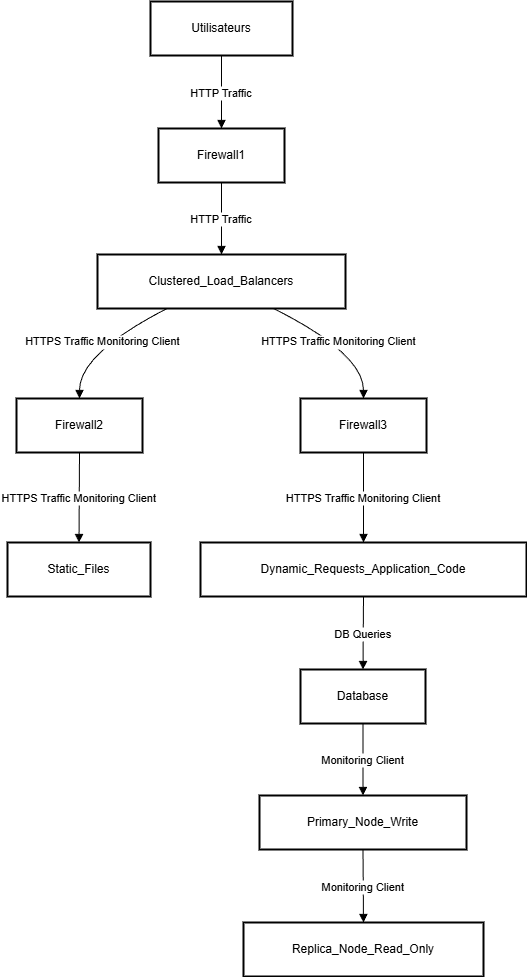 Utilisateurs
HTTP Traffic
Firewall1
HTTP Traffic
Clustered_Load_Balancers
HTTPS Traffic Monitoring Client
HTTPS Traffic Monitoring Client
Firewall2
Firewall3
HTTPS Traffic Monitoring Client
HTTPS Traffic Monitoring Client
Static_Files
Dynamic_Requests_Application_Code
DB Queries
Database
Monitoring Client
Primary_Node_Write
Monitoring Client
Replica_Node_Read_Only